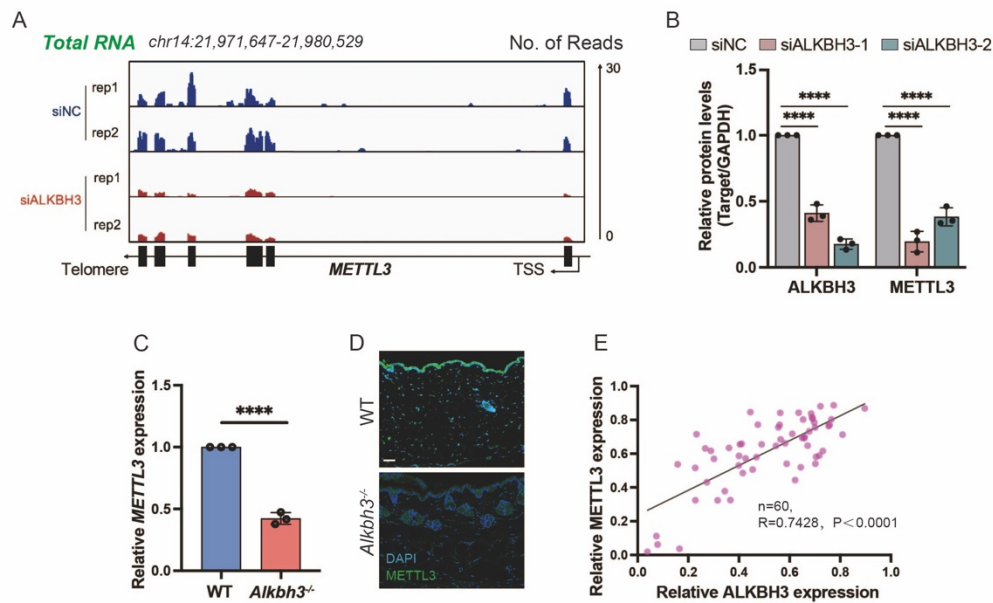 A
Total RNA chr14:21,971,647-21,980,529 No. of Reads
30
siNC
rep1
rep2
siALKBH3
rep1
rep2
0
Telomere METTL3 TSS
B
siNC siALKBH3-1 siALKBH3-2
Relative protein levels
(Target/GAPDH)
1.5
1.0
0.5
0.0
****
****
****
****
ALKBH3 METTL3
C
Relative METTL3 expression
1.5
1.0
0.5
0
****
WT Alkbh3-/-
D
WT
Alkbh3-/-
DAPI
METTL3
E
Relative METTL3 expression
1.0
0.8
0.6
0.4
0.2
0.0
n=60,
R=0.7428, P<0.0001
0.0 0.2 0.4 0.6 0.8 1.0
Relative ALKBH3 expression